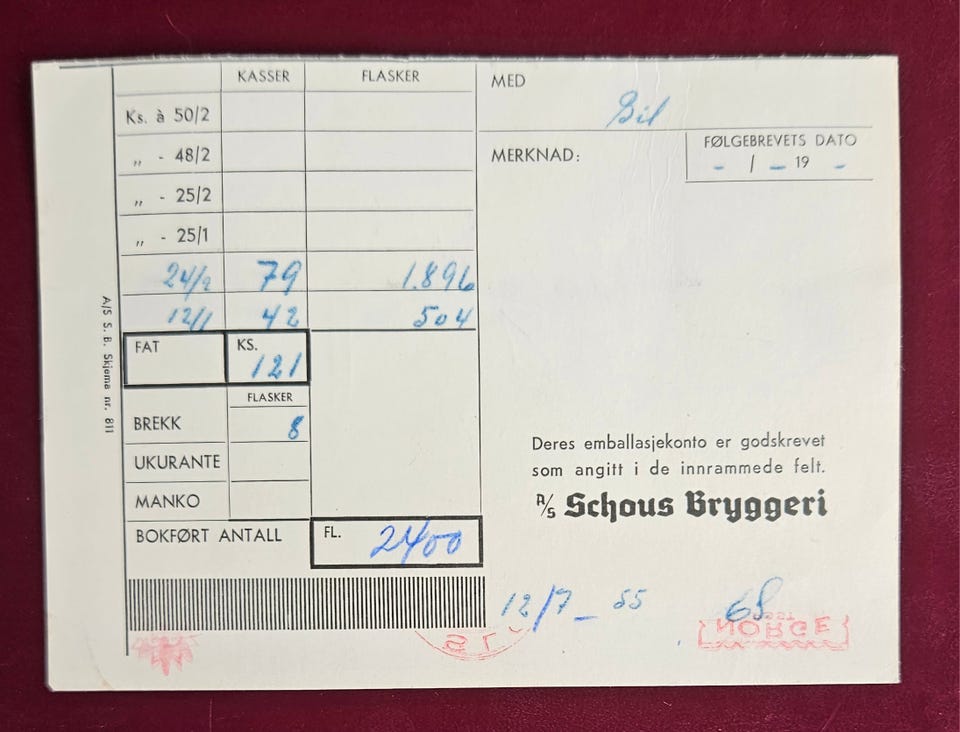 KASSER FLASKER
Ks. à 50/2
„ - 48/2
„ - 25/2
„ - 25/1
24/2 79 1.896
12/1 42 504
FAT KS. 121
FLASKER
BREKK 8
UKURANTE
MANKO
BOKFØRT ANTALL FL. 2400
A/S S. B. Skjema nr. 811
MED
Bil
MERKNAD:
FØLGEBREVETS DATO
- / - 19 -
Deres emballasjekonto er godskrevet
som angitt i de innrammede felt.
A/S Schous Bryggeri
12/7 - 55 68
NORGE